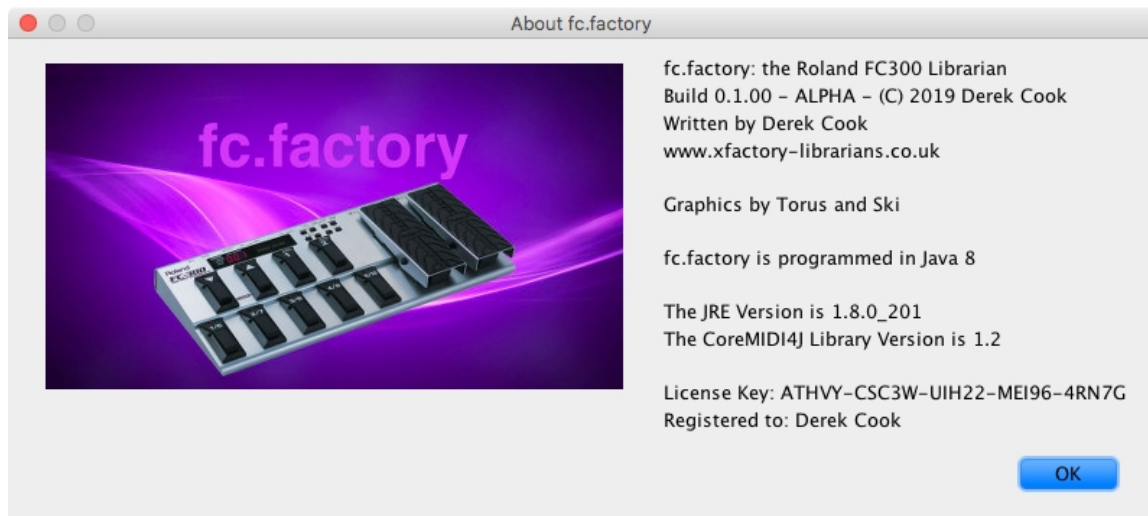 About fc.factory
fc.factory
Roland
FC-300
fc.factory: the Roland FC300 Librarian
Build 0.1.00 – ALPHA – (C) 2019 Derek Cook
Written by Derek Cook
www.xfactory-librarians.co.uk
Graphics by Torus and Ski
fc.factory is programmed in Java 8
The JRE Version is 1.8.0_201
The CoreMIDI4J Library Version is 1.2
License Key: ATHVY-CSC3W-UIH22-MEI96-4RN7G
Registered to: Derek Cook
OK